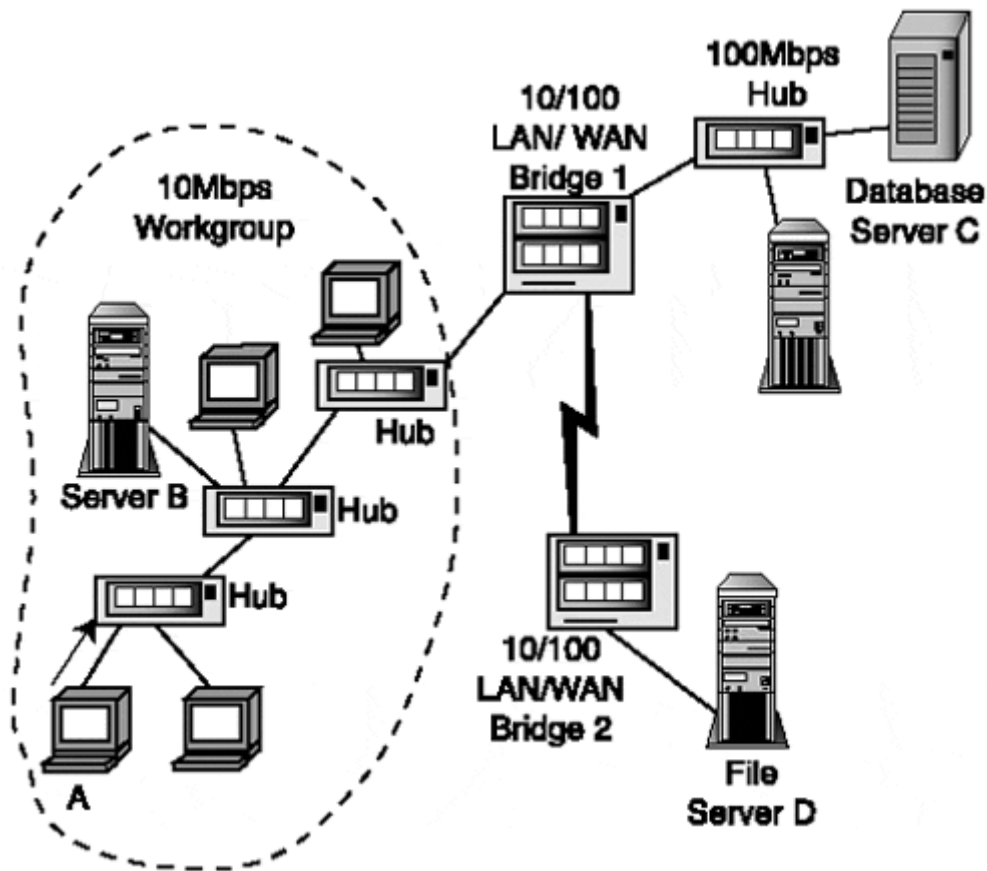 100Mbps
Hub
10/100
LAN/ WAN
Bridge 1
Database
Server C
10Mbps
Workgroup
Hub
Server B
Hub
Hub
A
10/100
LAN/WAN
Bridge 2
File
Server D